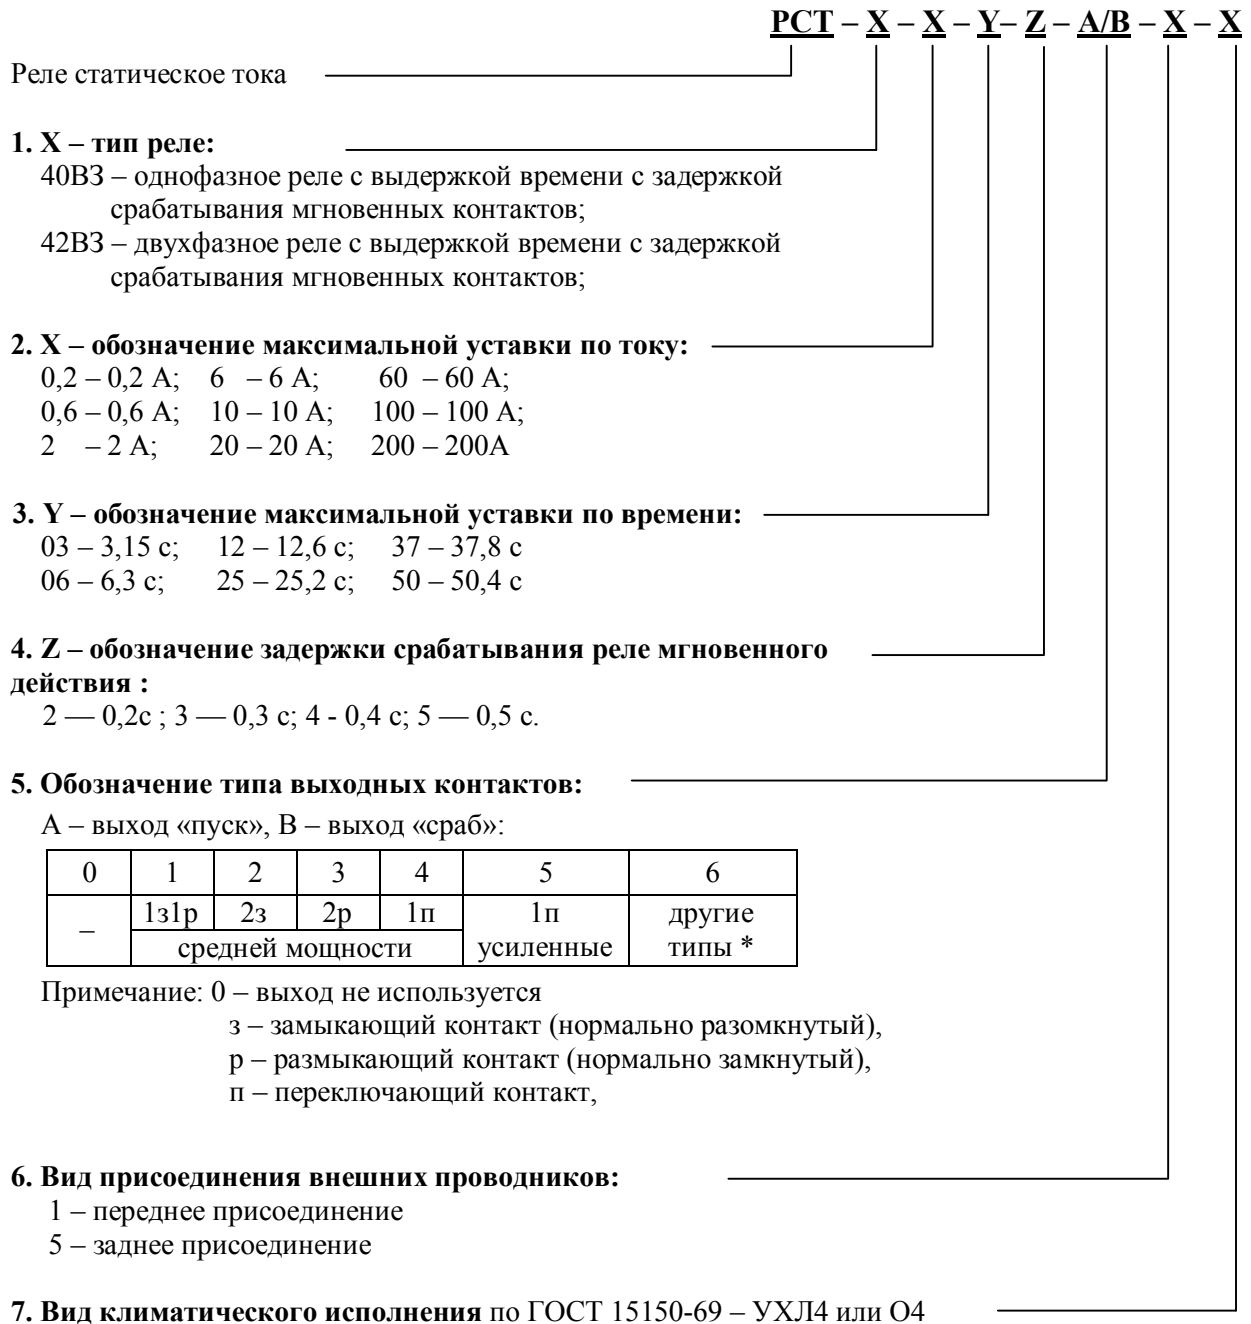 РСТ – Х – Х – Y– Z – А/В – Х – Х
Реле статическое тока
1. Х – тип реле:
40ВЗ – однофазное реле с выдержкой времени с задержкой
срабатывания мгновенных контактов;
42ВЗ – двухфазное реле с выдержкой времени с задержкой
срабатывания мгновенных контактов;
2. Х – обозначение максимальной уставки по току:
0,2 – 0,2 А; 6 – 6 А; 60 – 60 А;
0,6 – 0,6 А; 10 – 10 А; 100 – 100 А;
2 – 2 А; 20 – 20 А; 200 – 200А
3. Y – обозначение максимальной уставки по времени:
03 – 3,15 с; 12 – 12,6 с; 37 – 37,8 с
06 – 6,3 с; 25 – 25,2 с; 50 – 50,4 с
4. Z – обозначение задержки срабатывания реле мгновенного
действия :
2 — 0,2с ; 3 — 0,3 с; 4 - 0,4 с; 5 — 0,5 с.
5. Обозначение типа выходных контактов:
А – выход «пуск», В – выход «сраб»:
0 1 2 3 4 5 6
– 1з1р 2з 2р 1п 1п другие
средней мощности усиленные типы *
Примечание: 0 – выход не используется
з – замыкающий контакт (нормально разомкнутый),
р – размыкающий контакт (нормально замкнутый),
п – переключающий контакт,
6. Вид присоединения внешних проводников:
1 – переднее присоединение
5 – заднее присоединение
7. Вид климатического исполнения по ГОСТ 15150-69 – УХЛ4 или О4